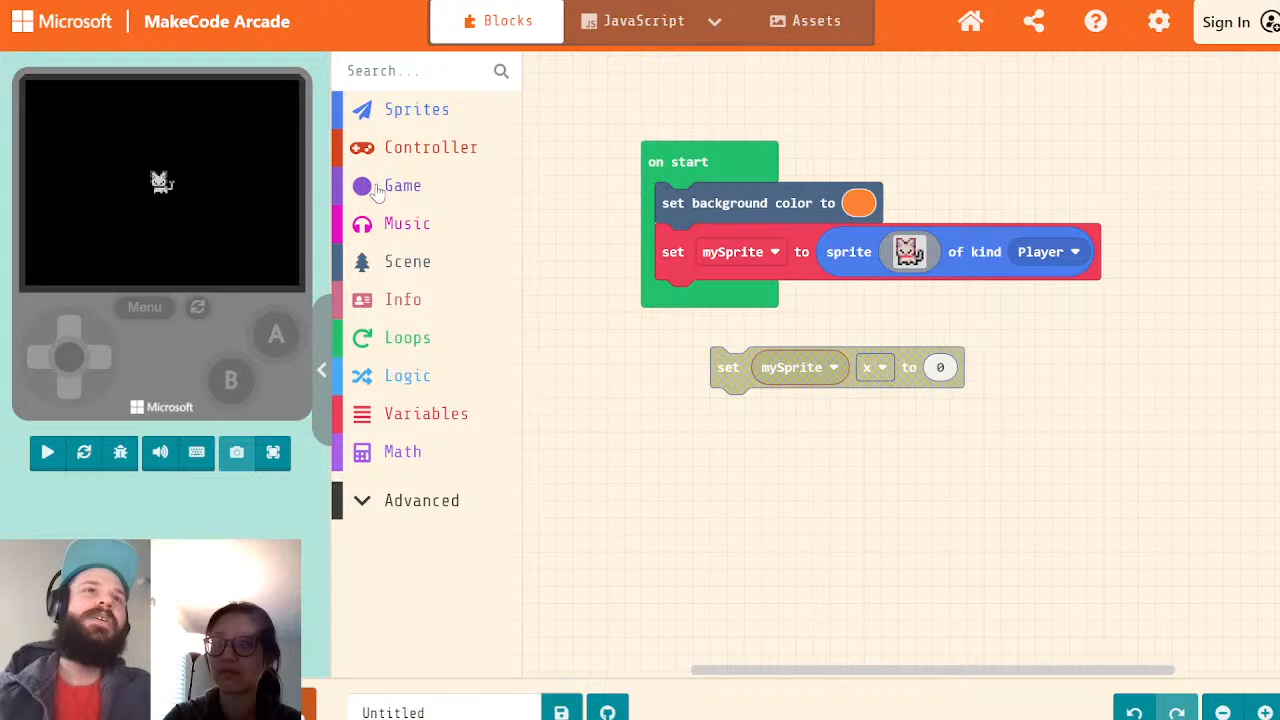 Microsoft
MakeCode Arcade
Blocks
JS
JavaScript
Assets
Sign In
Search...
Sprites
Controller
Game
Music
Scene
Info
Loops
Logic
Variables
Math
Advanced
Menu
A
B
Microsoft
on start
set background color to
set mySprite to sprite of kind Player
set mySprite x to 0
Untitled